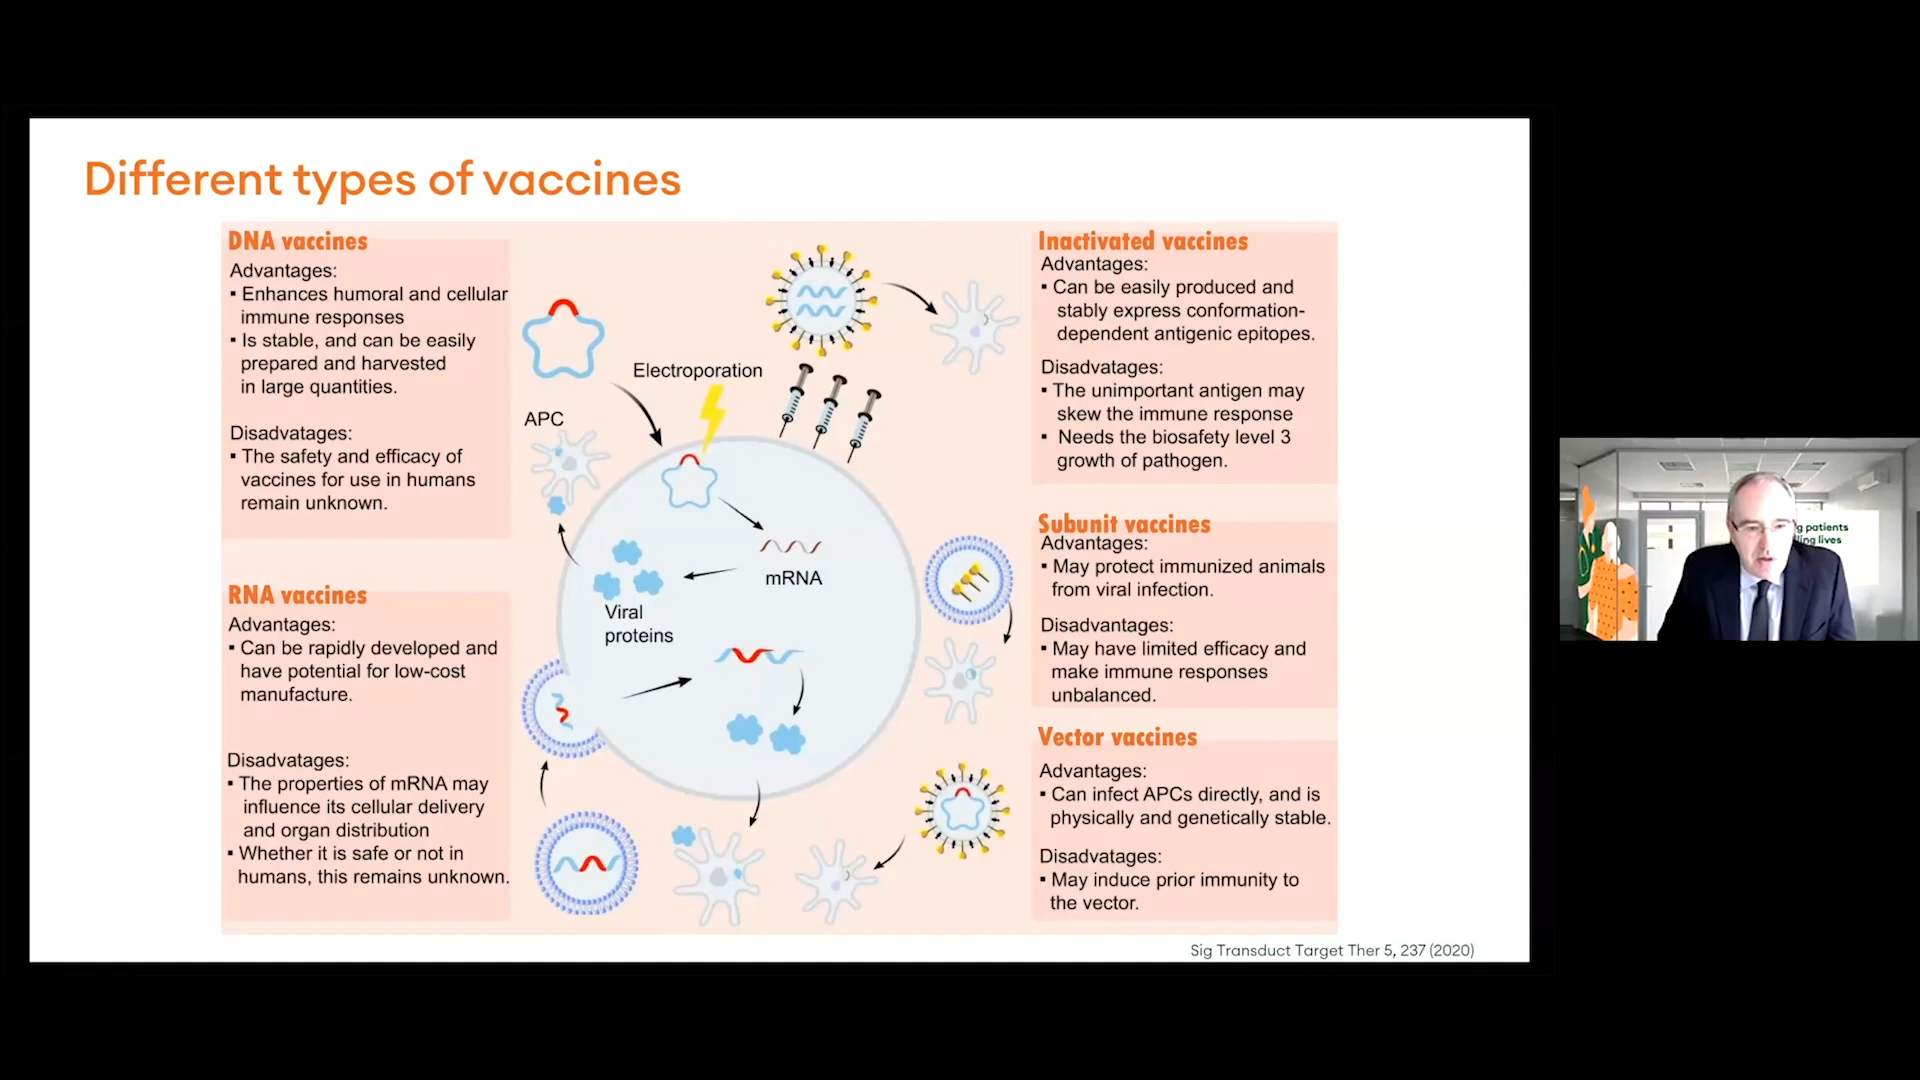 Different types of vaccines
DNA vaccines
Advantages:
▪ Enhances humoral and cellular
immune responses
▪ Is stable, and can be easily
prepared and harvested
in large quantities.
Disadvatages:
▪ The safety and efficacy of
vaccines for use in humans
remain unknown.
RNA vaccines
Advantages:
▪ Can be rapidly developed and
have potential for low-cost
manufacture.
Disadvatages:
▪ The properties of mRNA may
influence its cellular delivery
and organ distribution
▪ Whether it is safe or not in
humans, this remains unknown.
Electroporation
APC
mRNA
Viral
proteins
Inactivated vaccines
Advantages:
▪ Can be easily produced and
stably express conformation-
dependent antigenic epitopes.
Disadvatages:
▪ The unimportant antigen may
skew the immune response
▪ Needs the biosafety level 3
growth of pathogen.
Subunit vaccines
Advantages:
▪ May protect immunized animals
from viral infection.
Disadvatages:
▪ May have limited efficacy and
make immune responses
unbalanced.
Vector vaccines
Advantages:
▪ Can infect APCs directly, and is
physically and genetically stable.
Disadvatages:
▪ May induce prior immunity to
the vector.
Sig Transduct Target Ther 5, 237 (2020)
patients
lives